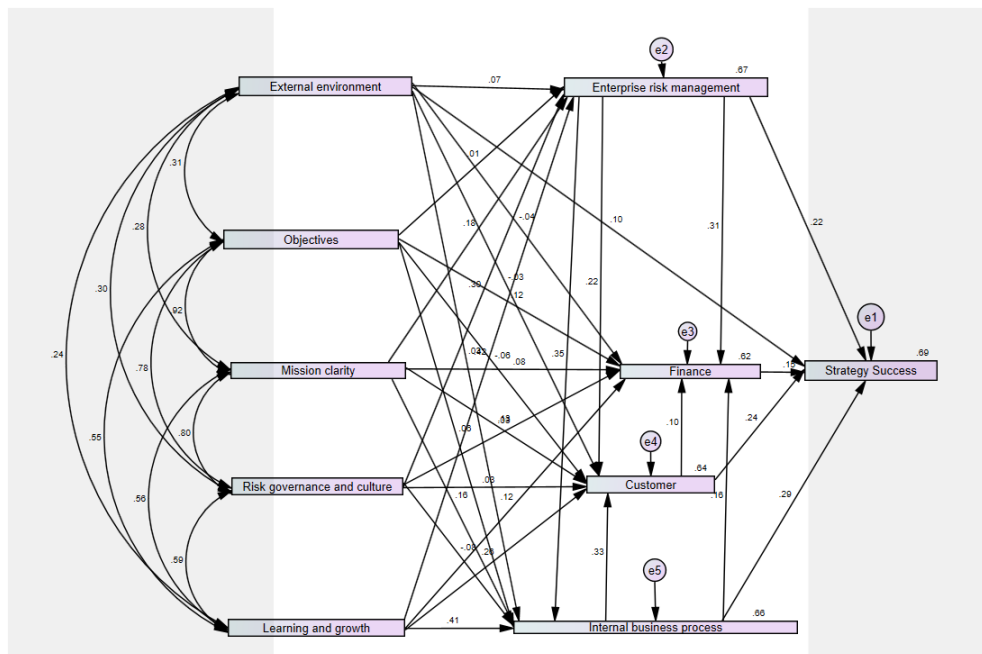 e2
.67
External environment
.07
Enterprise risk management
.01
.31
.18
-.04
.10
.22
.28
.31
Objectives
-.03
.22
.30
.12
.30
e1
.92
e3
.35
-.06
.08
.62
.69
.24
Mission clarity
Finance
.15
Strategy Success
.78
.10
.24
.06
.80
e4
.55
.64
Risk governance and culture
.03
Customer
.56
.16
.12
.16
.29
-.08
.26
.33
.59
e5
.41
.66
Learning and growth
Internal business process